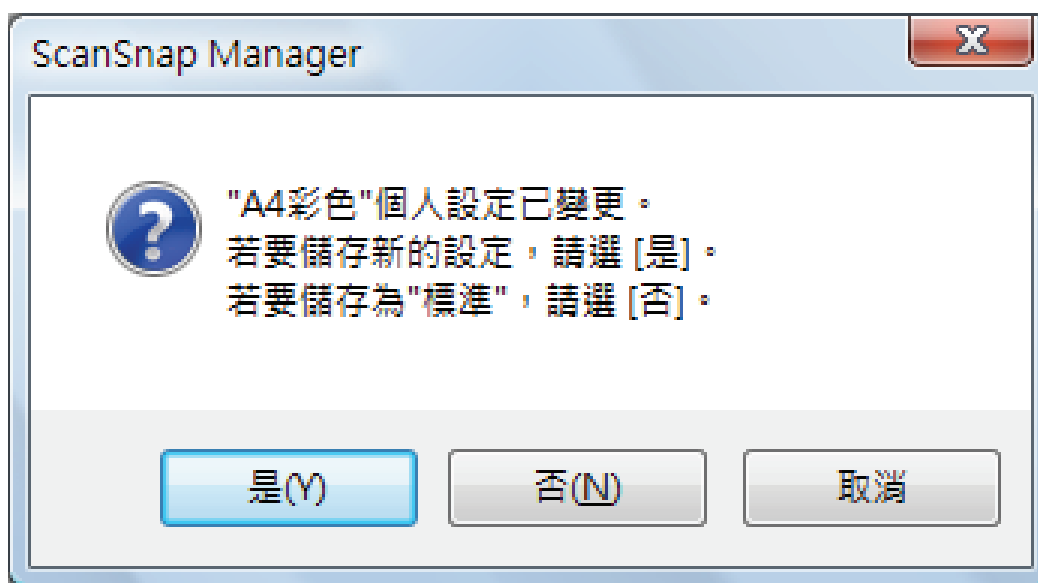 ScanSnap Manager
"A4彩色"個人設定已變更。
若要儲存新的設定，請選 [是]。
若要儲存為"標準"，請選 [否]。
是(Y)
否(N)
取消